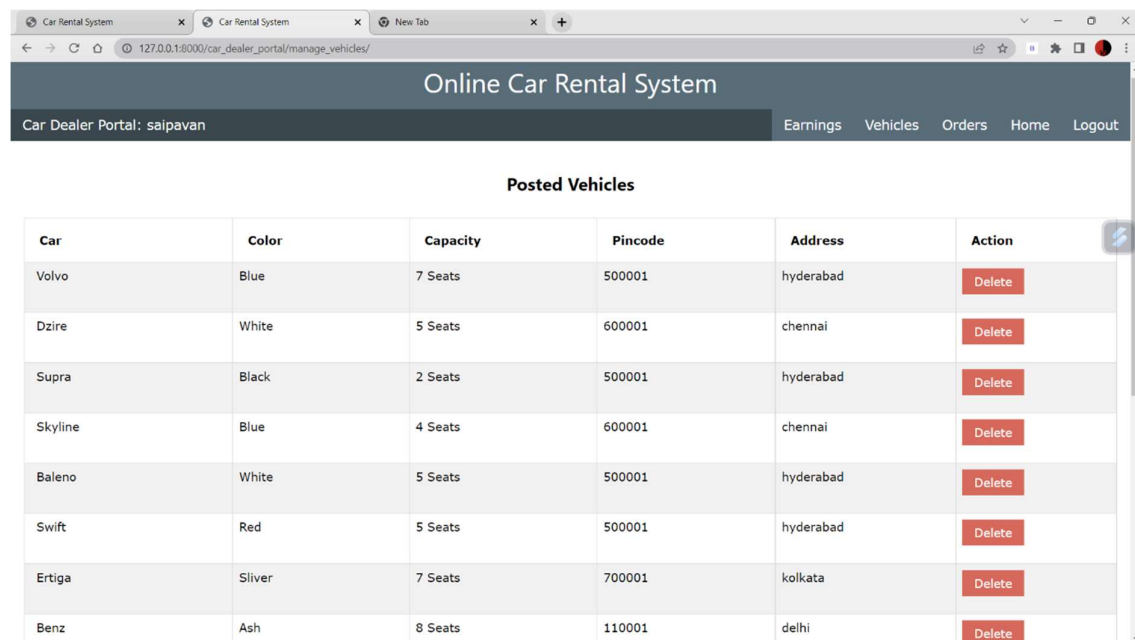 Car Rental System Car Rental System New Tab
127.0.0.1:8000/car_dealer_portal/manage_vehicles/
Online Car Rental System
Car Dealer Portal: saipavan Earnings Vehicles Orders Home Logout
Posted Vehicles
Car Color Capacity Pincode Address Action
Volvo Blue 7 Seats 500001 hyderabad Delete
Dzire White 5 Seats 600001 chennai Delete
Supra Black 2 Seats 500001 hyderabad Delete
Skyline Blue 4 Seats 600001 chennai Delete
Baleno White 5 Seats 500001 hyderabad Delete
Swift Red 5 Seats 500001 hyderabad Delete
Ertiga Sliver 7 Seats 700001 kolkata Delete
Benz Ash 8 Seats 110001 delhi Delete